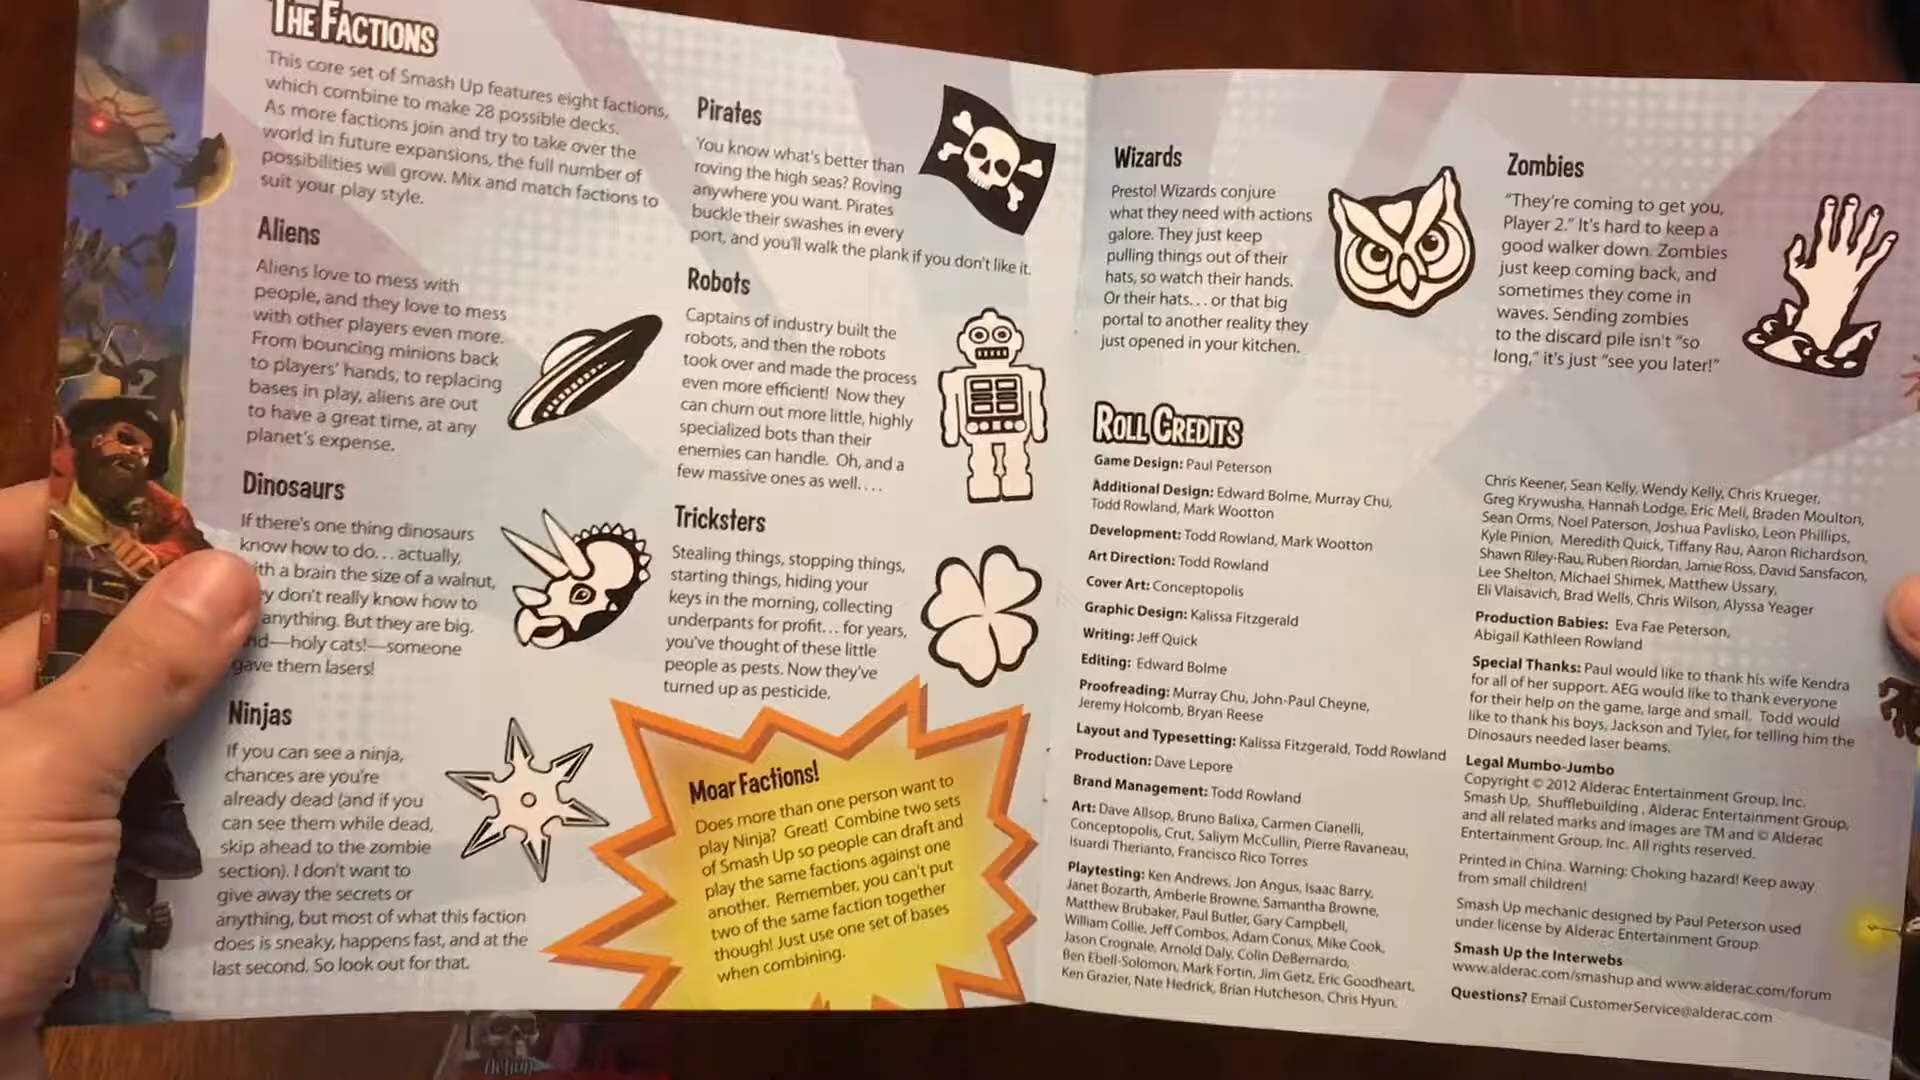 THE FACTIONS
This core set of Smash Up features eight factions,
which combine to make 28 possible decks.
As more factions join and try to take over the
world in future expansions, the full number of
possibilities will grow. Mix and match factions to
suit your play style.
Aliens
Aliens love to mess with
people, and they love to mess
with other players even more.
From bouncing minions back
to players' hands, to replacing
bases in play, aliens are out
to have a great time, at any
planet's expense.
Dinosaurs
If there's one thing dinosaurs
know how to do... actually,
ith a brain the size of a walnut,
ey don't really know how to
anything. But they are big.
nd—holy cats!—someone
gave them lasers!
Ninjas
If you can see a ninja,
chances are you're
already dead (and if you
can see them while dead,
skip ahead to the zombie
section). I don't want to
give away the secrets or
anything, but most of what this faction
does is sneaky, happens fast, and at the
last second. So look out for that.
Pirates
You know what's better than
roving the high seas? Roving
anywhere you want. Pirates
buckle their swashes in every
port, and you'll walk the plank if you don't like it.
Robots
Captains of industry built the
robots, and then the robots
took over and made the process
even more efficient! Now they
can churn out more little, highly
specialized bots than their
enemies can handle. Oh, and a
few massive ones as well....
Tricksters
Stealing things, stopping things,
starting things, hiding your
keys in the morning, collecting
underpants for profit... for years,
you've thought of these little
people as pests. Now they've
turned up as pesticide.
Moar Factions!
Does more than one person want to
play Ninja? Great! Combine two sets
of Smash Up so people can draft and
play the same factions against one
another. Remember, you can't put
two of the same faction together
though! Just use one set of bases
when combining.
Wizards
Presto! Wizards conjure
what they need with actions
galore. They just keep
pulling things out of their
hats, so watch their hands.
Or their hats... or that big
portal to another reality they
just opened in your kitchen.
Zombies
"They're coming to get you,
Player 2." It's hard to keep a
good walker down. Zombies
just keep coming back, and
sometimes they come in
waves. Sending zombies
to the discard pile isn't "so
long," it's just "see you later!"
ROLL CREDITS
Game Design: Paul Peterson
Additional Design: Edward Bolme, Murray Chu,
Todd Rowland, Mark Wootton
Development: Todd Rowland, Mark Wootton
Art Direction: Todd Rowland
Cover Art: Conceptopolis
Graphic Design: Kalissa Fitzgerald
Writing: Jeff Quick
Editing: Edward Bolme
Proofreading: Murray Chu, John-Paul Cheyne,
Jeremy Holcomb, Bryan Reese
Layout and Typesetting: Kalissa Fitzgerald, Todd Rowland
Production: Dave Lepore
Brand Management: Todd Rowland
Art: Dave Allsop, Bruno Balixa, Carmen Cianelli,
Conceptopolis, Crut, Saliym McCullin, Pierre Ravaneau,
Isuardi Therianto, Francisco Rico Torres
Playtesting: Ken Andrews, Jon Angus, Isaac Barry,
Janet Bozarth, Amberle Browne, Samantha Browne,
Matthew Brubaker, Paul Butler, Gary Campbell,
William Collie, Jeff Combos, Adam Conus, Mike Cook,
Jason Crognale, Arnold Daly, Colin DeBernardo,
Ben Ebell-Solomon, Mark Fortin, Jim Getz, Eric Goodheart,
Ken Grazier, Nate Hedrick, Brian Hutcheson, Chris Hyun,
Chris Keener, Sean Kelly, Wendy Kelly, Chris Krueger,
Greg Krywusha, Hannah Lodge, Eric Mell, Braden Moulton,
Sean Orms, Noel Paterson, Joshua Pavlisko, Leon Phillips,
Kyle Pinion, Meredith Quick, Tiffany Rau, Aaron Richardson,
Shawn Riley-Rau, Ruben Riordan, Jamie Ross, David Sansfacon,
Lee Shelton, Michael Shimek, Matthew Ussary,
Eli Vlaisavich, Brad Wells, Chris Wilson, Alyssa Yeager
Production Babies: Eva Fae Peterson,
Abigail Kathleen Rowland
Special Thanks: Paul would like to thank his wife Kendra
for all of her support. AEG would like to thank everyone
for their help on the game, large and small. Todd would
like to thank his boys, Jackson and Tyler, for telling him the
Dinosaurs needed laser beams.
Legal Mumbo-Jumbo
Copyright © 2012 Alderac Entertainment Group, Inc.
Smash Up, Shufflebuilding, Alderac Entertainment Group,
and all related marks and images are TM and © Alderac
Entertainment Group, Inc. All rights reserved.
Printed in China. Warning: Choking hazard! Keep away
from small children!
Smash Up mechanic designed by Paul Peterson used
under license by Alderac Entertainment Group.
Smash Up the Interwebs
www.alderac.com/smashup and www.alderac.com/forum
Questions? Email CustomerService@alderac.com
Action